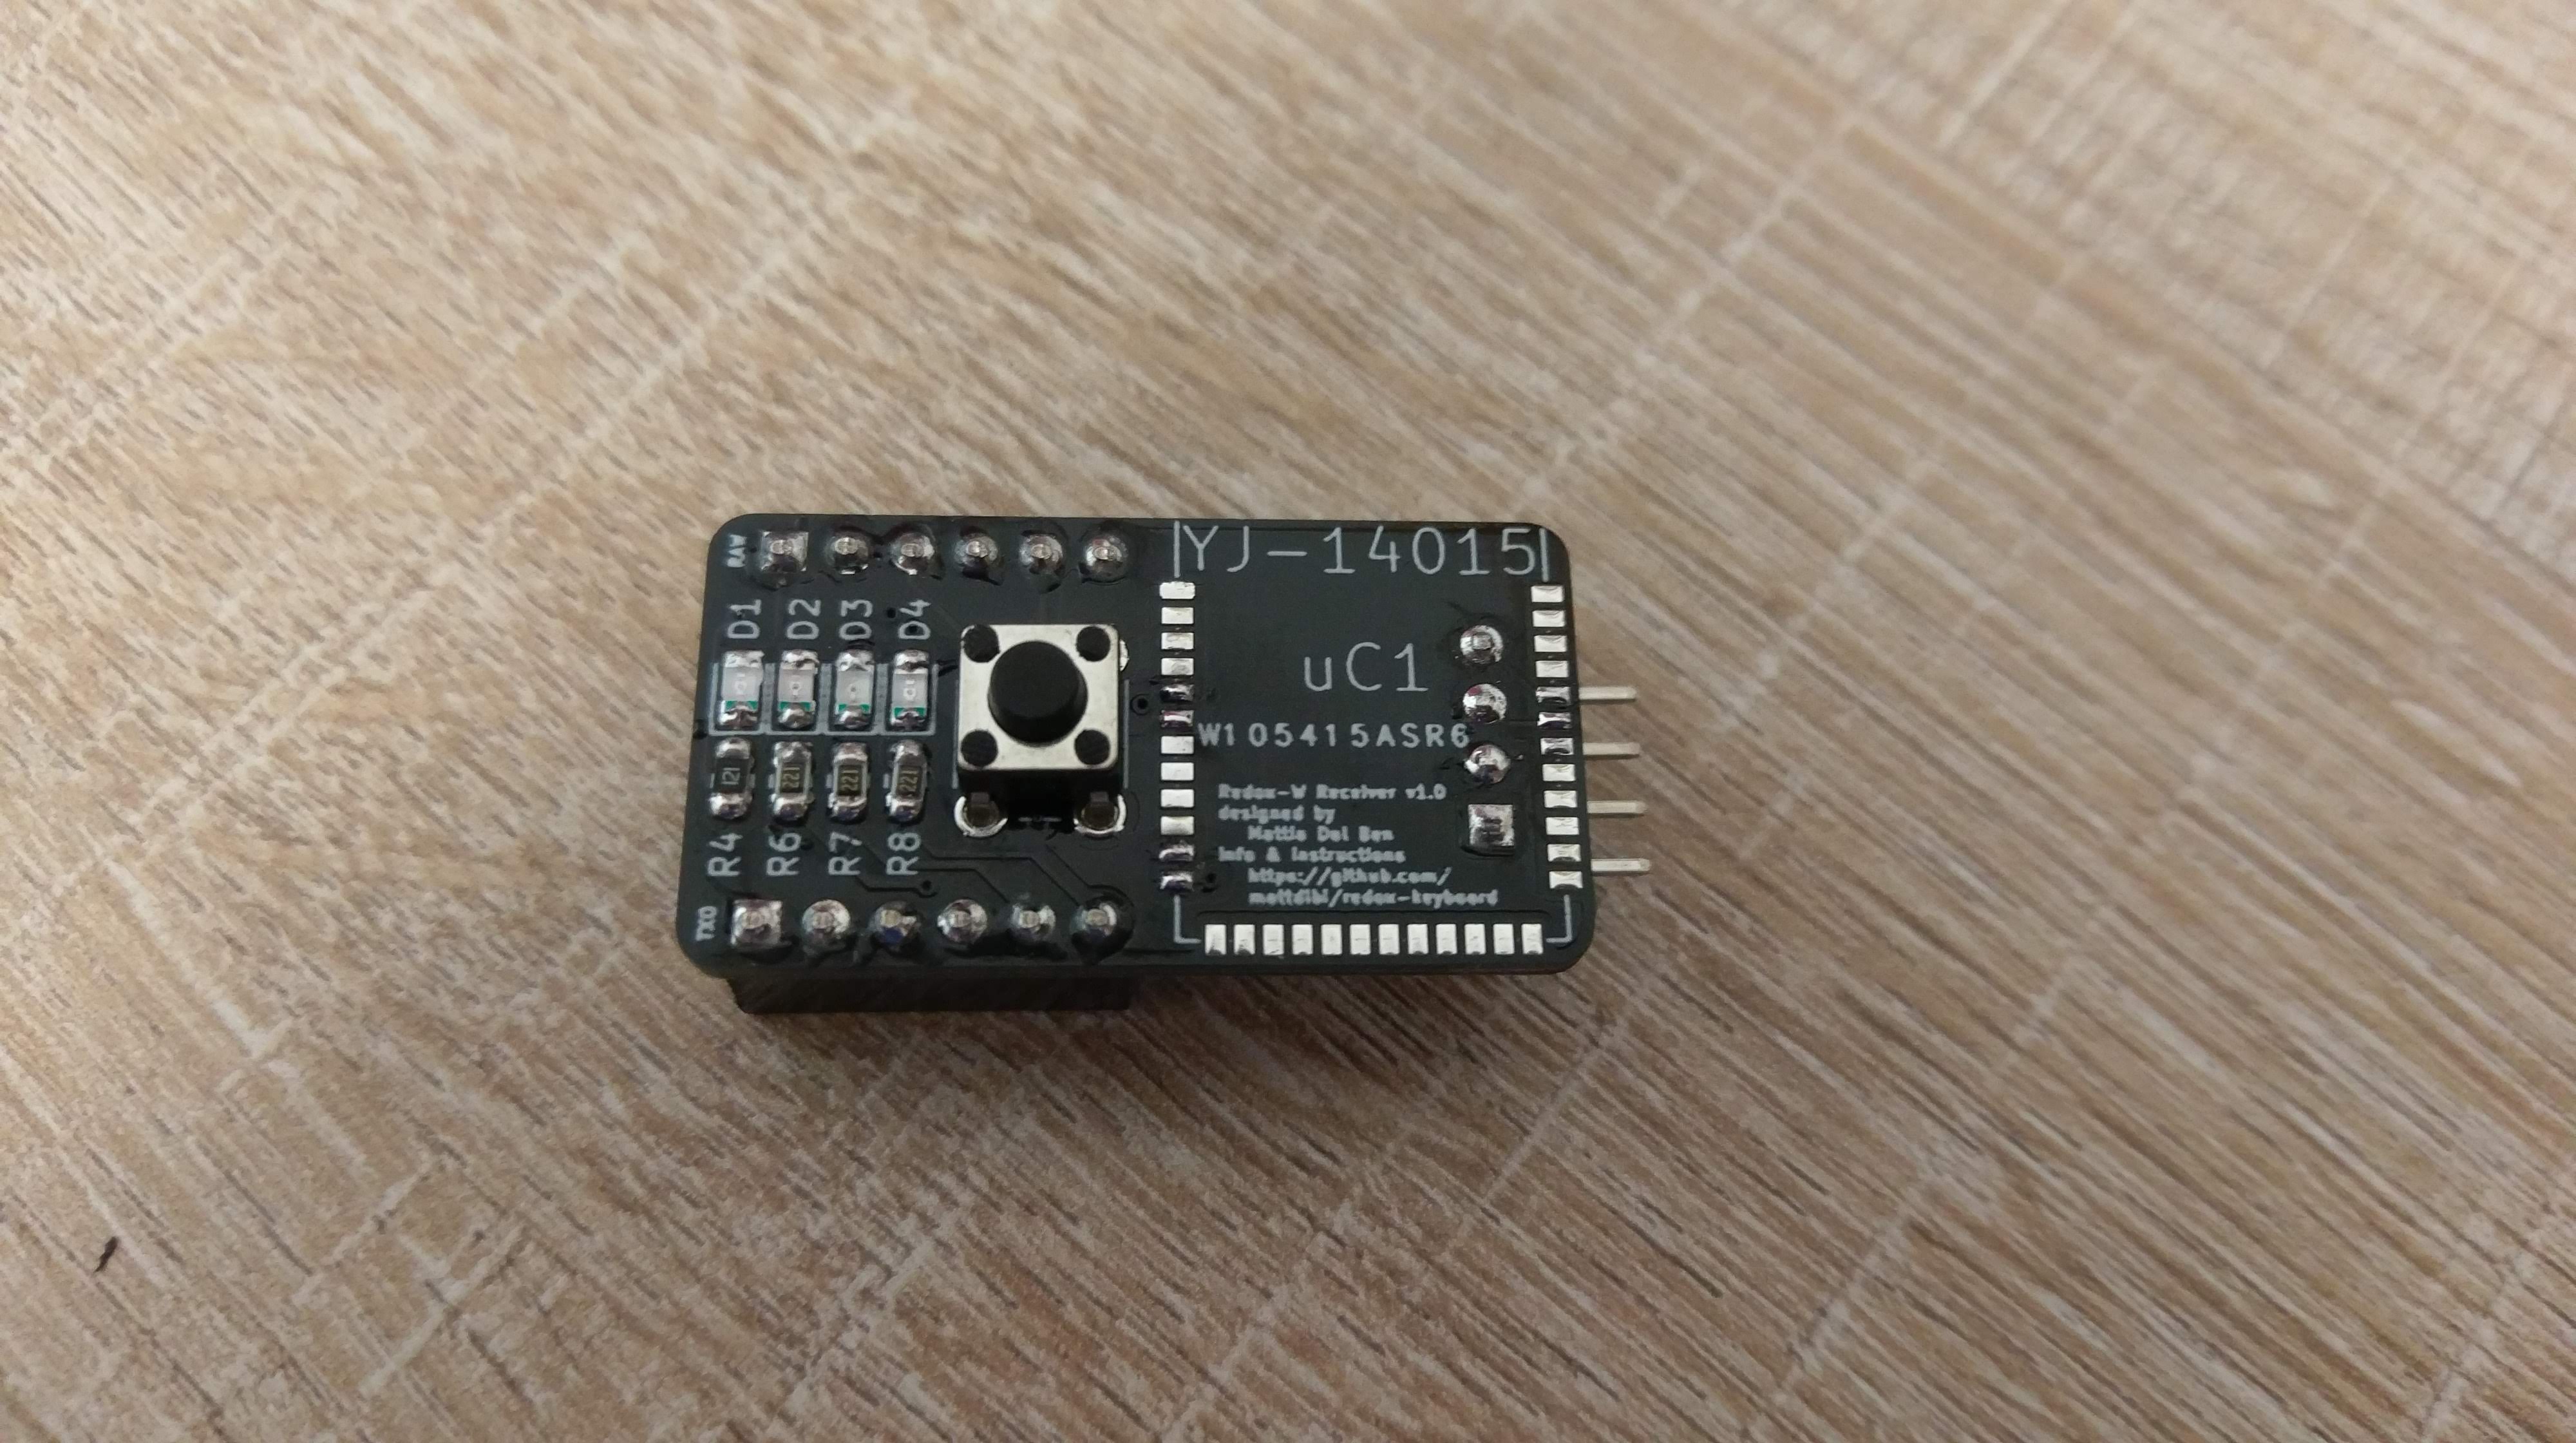 RAW
YJ-14015
D1 D2 D3 D4
uC1
W105415ASR6
121 221 221 221
Redox-W Receiver v1.0
designed by
Mattia Dal Ben
Info & Instructions
https://github.com/
mattdibi/redox-keyboard
R4 R6 R7 R8
TXO